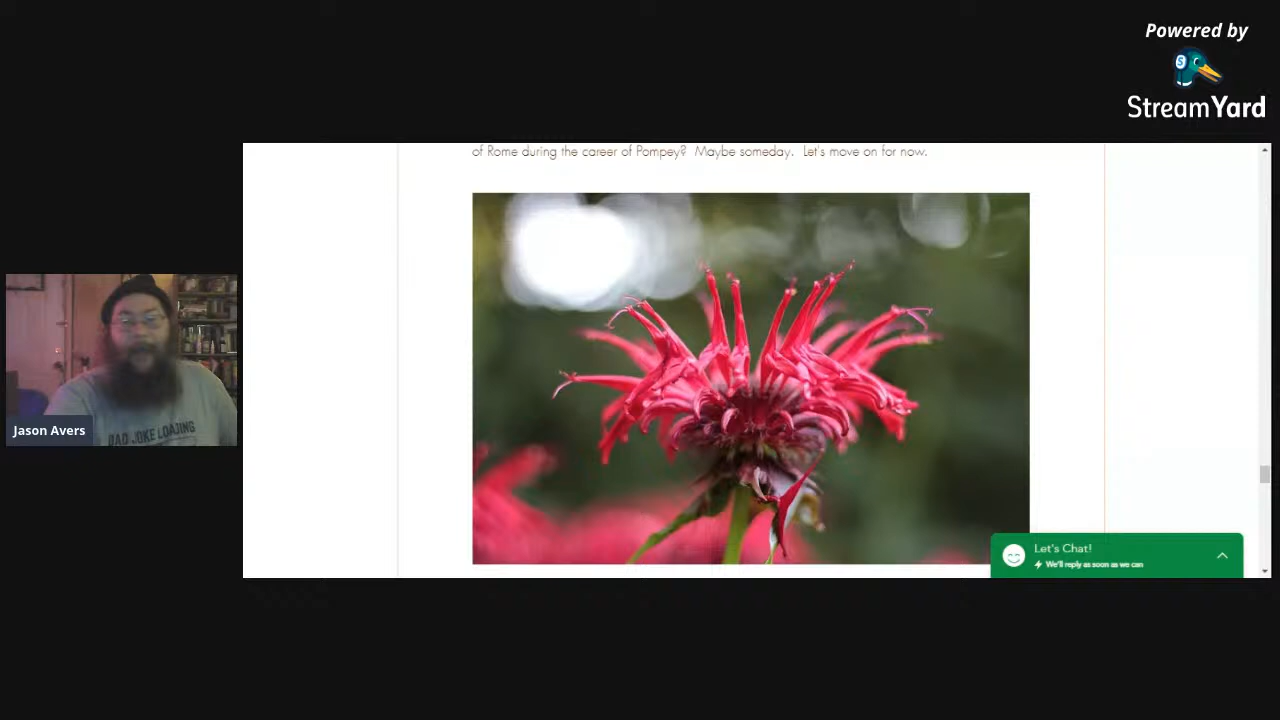 Powered by
StreamYard
of Rome during the career of Pompey?  Maybe someday.  Let's move on for now.
Jason Avers
BAD JOKE LOADING
Let's Chat!
We'll reply as soon as we can